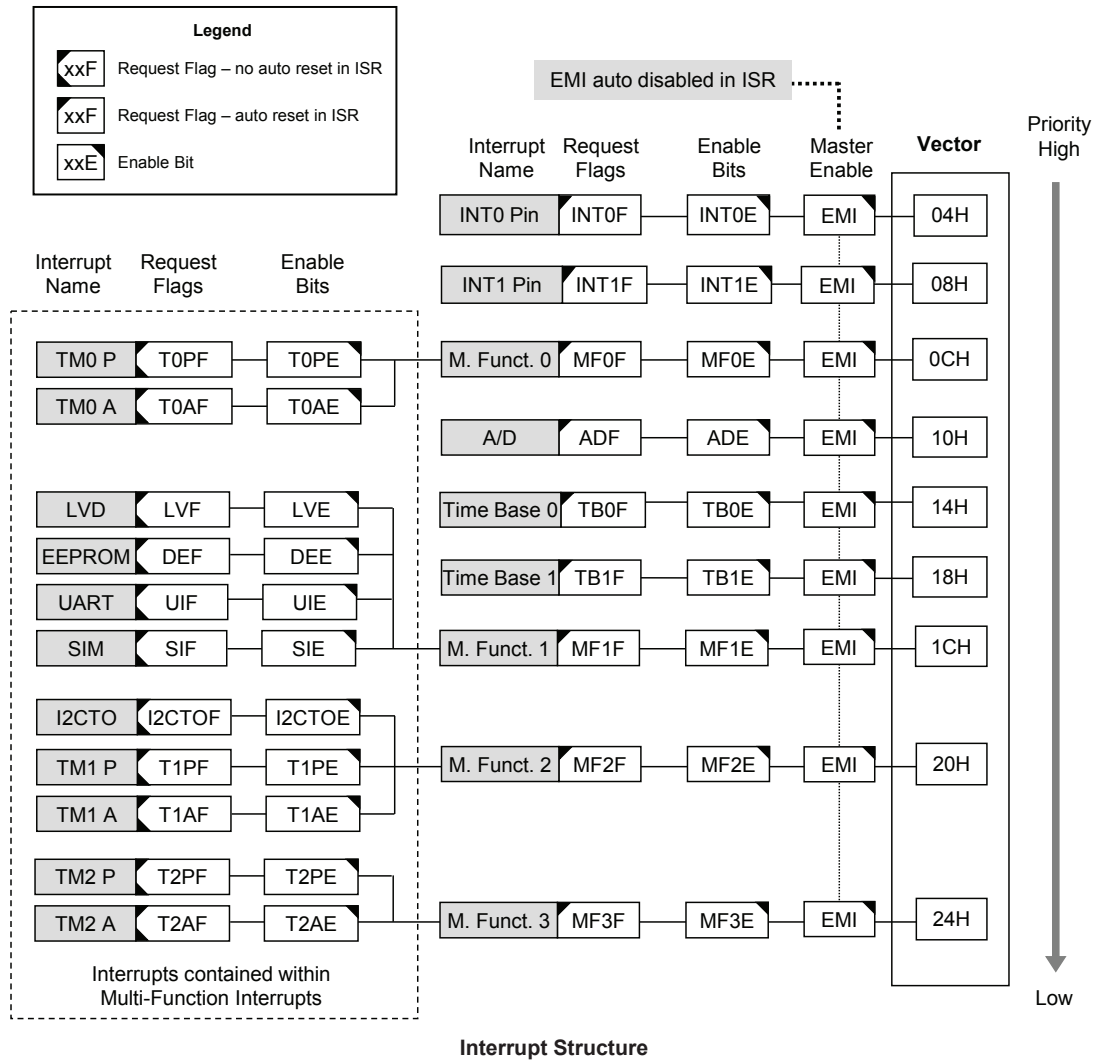 Legend
xxF Request Flag – no auto reset in ISR
xxF Request Flag – auto reset in ISR
xxE Enable Bit
EMI auto disabled in ISR
Interrupt Name Request Flags Enable Bits Master Enable Vector Priority High
INT0 Pin INT0F INT0E EMI 04H
INT1 Pin INT1F INT1E EMI 08H
Interrupt Name Request Flags Enable Bits
TM0 P T0PF T0PE M. Funct. 0 MF0F MF0E EMI 0CH
TM0 A T0AF T0AE
A/D ADF ADE EMI 10H
LVD LVF LVE Time Base 0 TB0F TB0E EMI 14H
EEPROM DEF DEE Time Base 1 TB1F TB1E EMI 18H
UART UIF UIE
SIM SIF SIE M. Funct. 1 MF1F MF1E EMI 1CH
I2CTO I2CTOF I2CTOE
TM1 P T1PF T1PE M. Funct. 2 MF2F MF2E EMI 20H
TM1 A T1AF T1AE
TM2 P T2PF T2PE
TM2 A T2AF T2AE M. Funct. 3 MF3F MF3E EMI 24H
Interrupts contained within
Multi-Function Interrupts
Low
Interrupt Structure